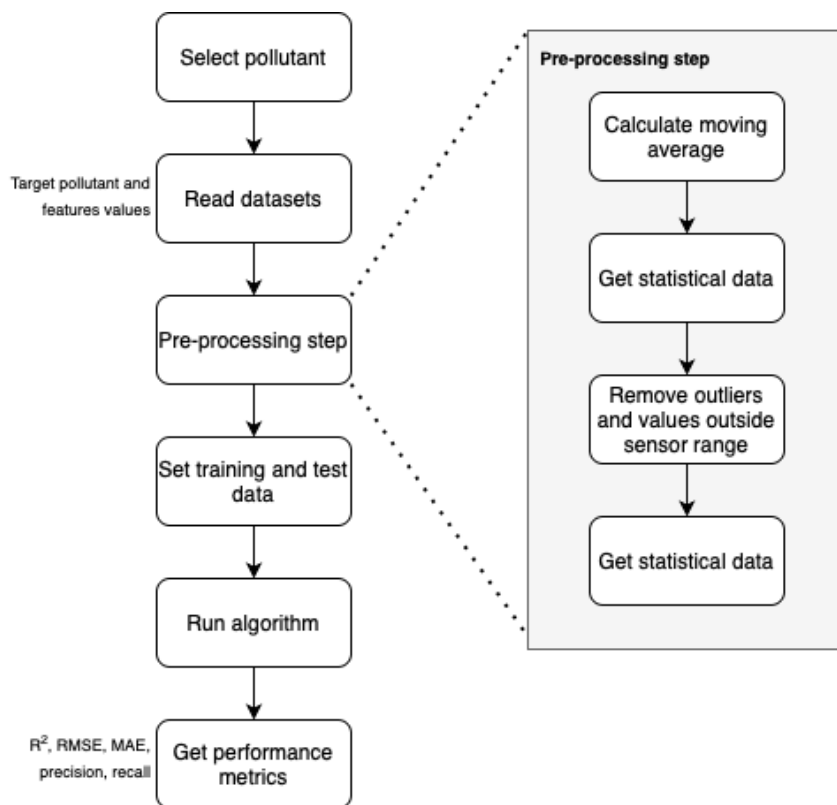 Select pollutant
Target pollutant and
features values
Read datasets
Pre-processing step
Set training and test
data
Run algorithm
R², RMSE, MAE,
precision, recall
Get performance
metrics
Pre-processing step
Calculate moving
average
Get statistical data
Remove outliers
and values outside
sensor range
Get statistical data